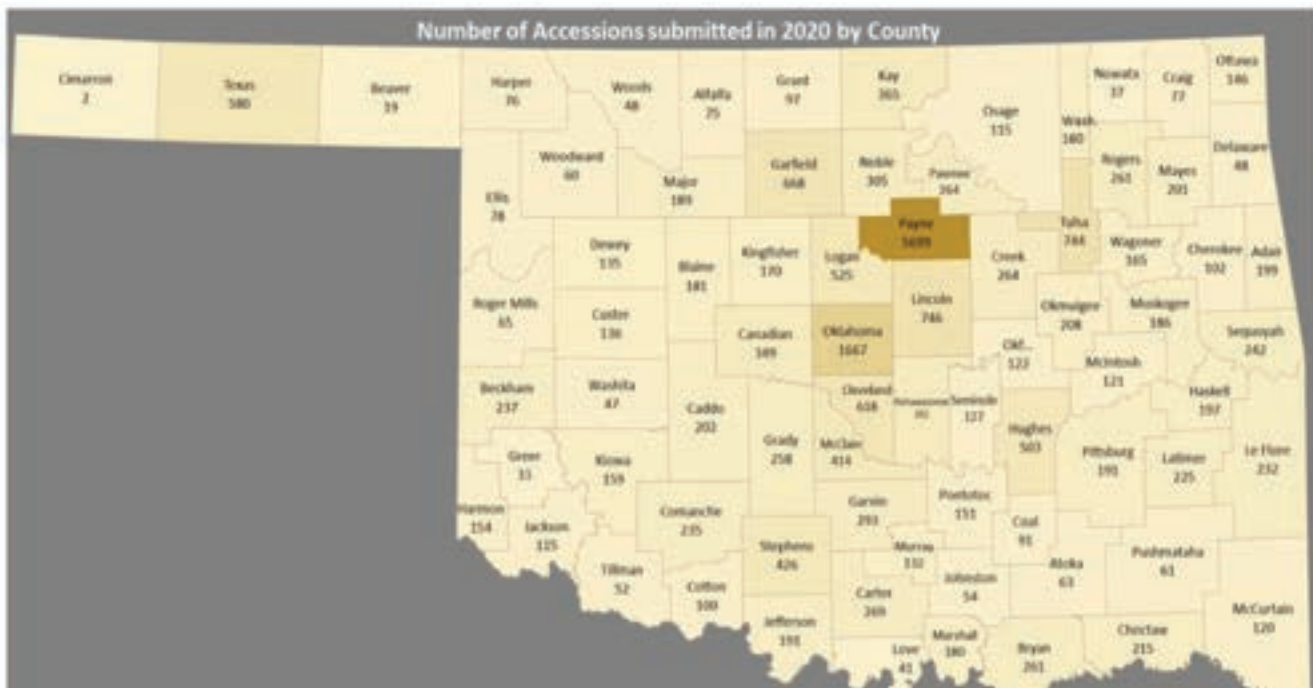 Number of Accessions submitted in 2020 by County
Cimarron
2
Texas
580
Beaver
19
Harper
76
Woods
48
Alfalfa
75
Grant
97
Kay
365
Osage
115
Wash.
160
Nowata
37
Craig
77
Ottawa
146
Woodward
60
Major
189
Garfield
668
Noble
305
Pawnee
264
Rogers
261
Mayes
201
Delaware
48
Ellis
78
Dewey
135
Blaine
181
Kingfisher
170
Logan
525
Payne
Creek
264
Tulsa
744
Wagoner
165
Cherokee
102
Adair
199
Roger Mills
65
Custer
136
Canadian
Oklahoma
1667
Lincoln
746
Okmulgee
208
Muskogee
186
Sequoyah
242
Okf...
122
McIntosh
121
Beckham
237
Washita
47
Caddo
202
Grady
258
McClain
414
Cleveland
618
Seminole
127
Hughes
503
Pittsburg
191
Haskell
197
Latimer
225
Le Flore
232
Greer
Kiowa
159
Harmon
154
Jackson
115
Comanche
235
Garvin
293
Pontotoc
151
Coal
91
Tillman
52
Cotton
100
Stephens
426
Murray
132
Johnston
54
Atoka
63
Pushmataha
61
Jefferson
191
Carter
269
Love
41
Marshall
180
Bryan
261
Choctaw
215
McCurtain
120